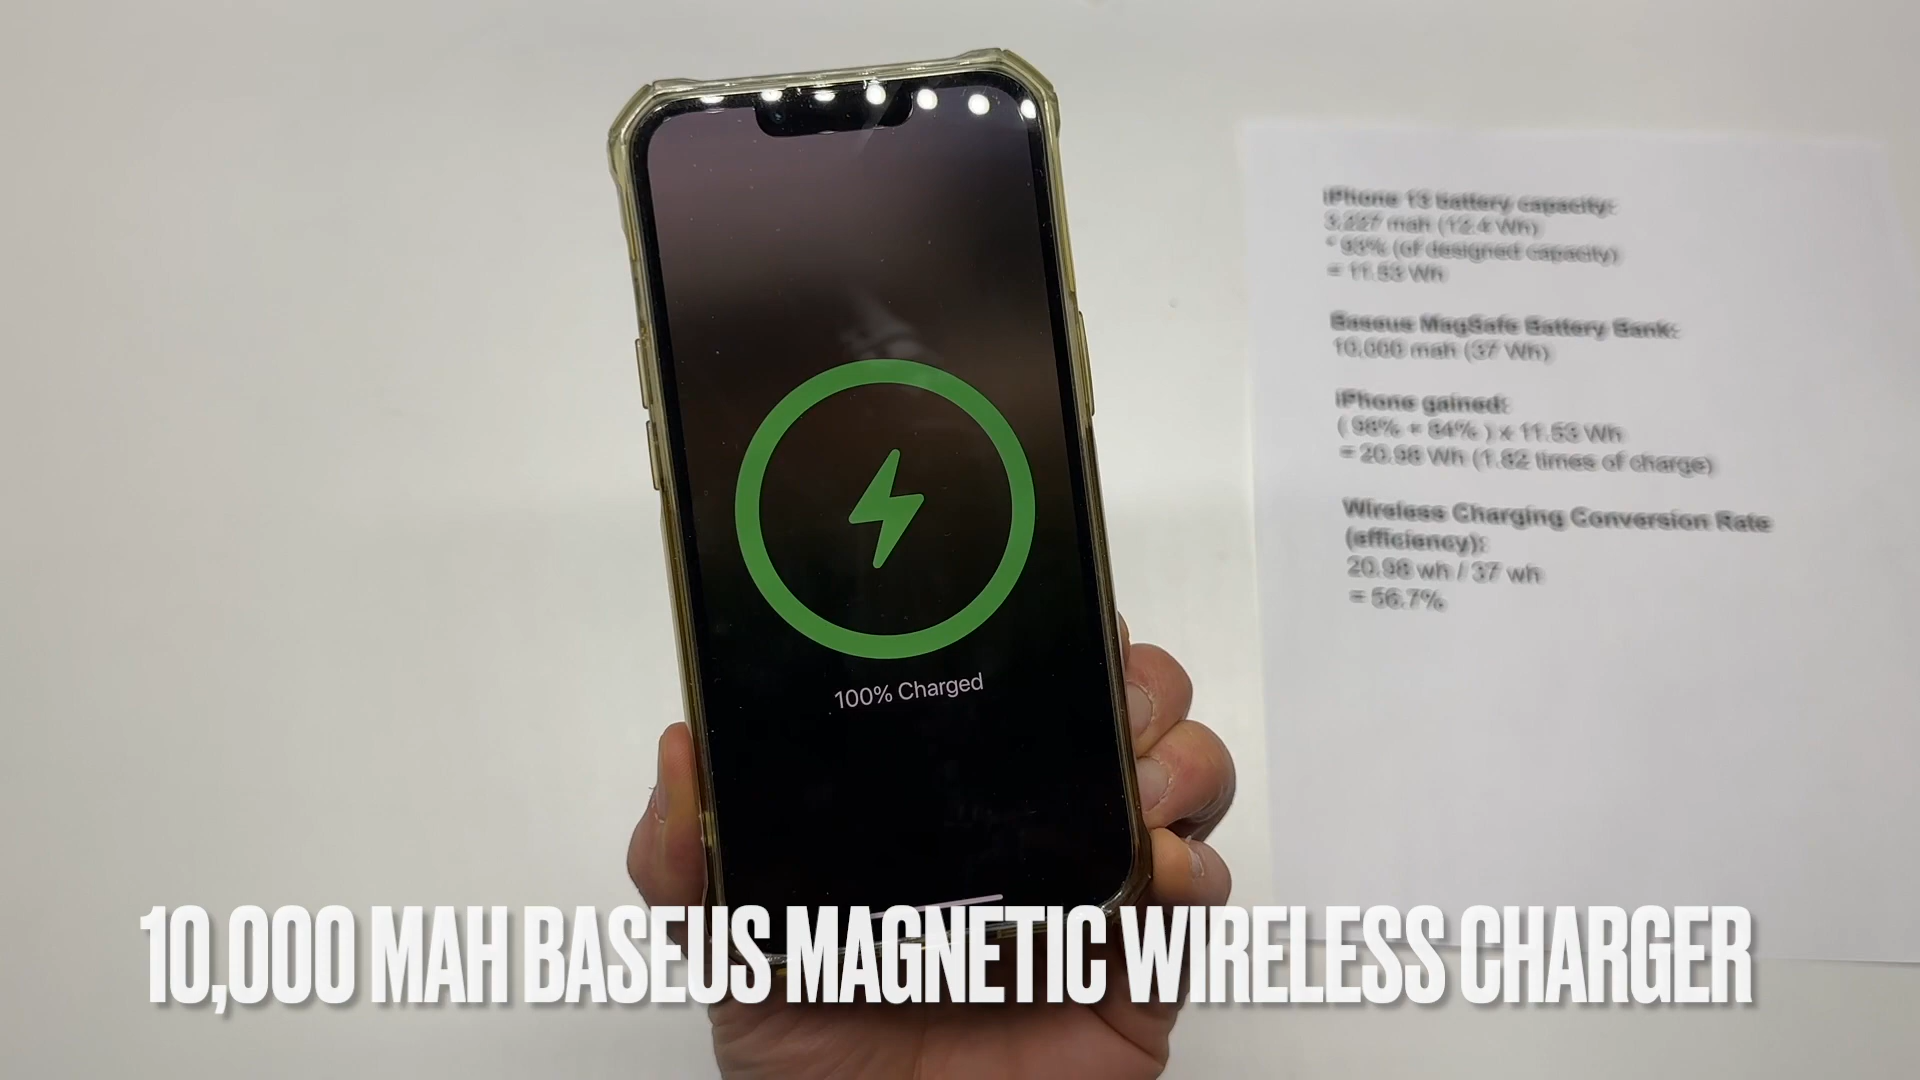 iPhone 13 battery capacity:
3,227 mah (12.4 Wh)
* 93% (of designed capacity)
= 11.53 Wh
Baseus MagSafe Battery Bank:
10,000 mah (37 Wh)
iPhone gained:
( 98% + 84% ) x 11.53 Wh
= 20.98 Wh (1.82 times of charge)
Wireless Charging Conversion Rate
(efficiency):
20.98 wh / 37 wh
= 56.7%
100% Charged
10,000 MAH BASEUS MAGNETIC WIRELESS CHARGER